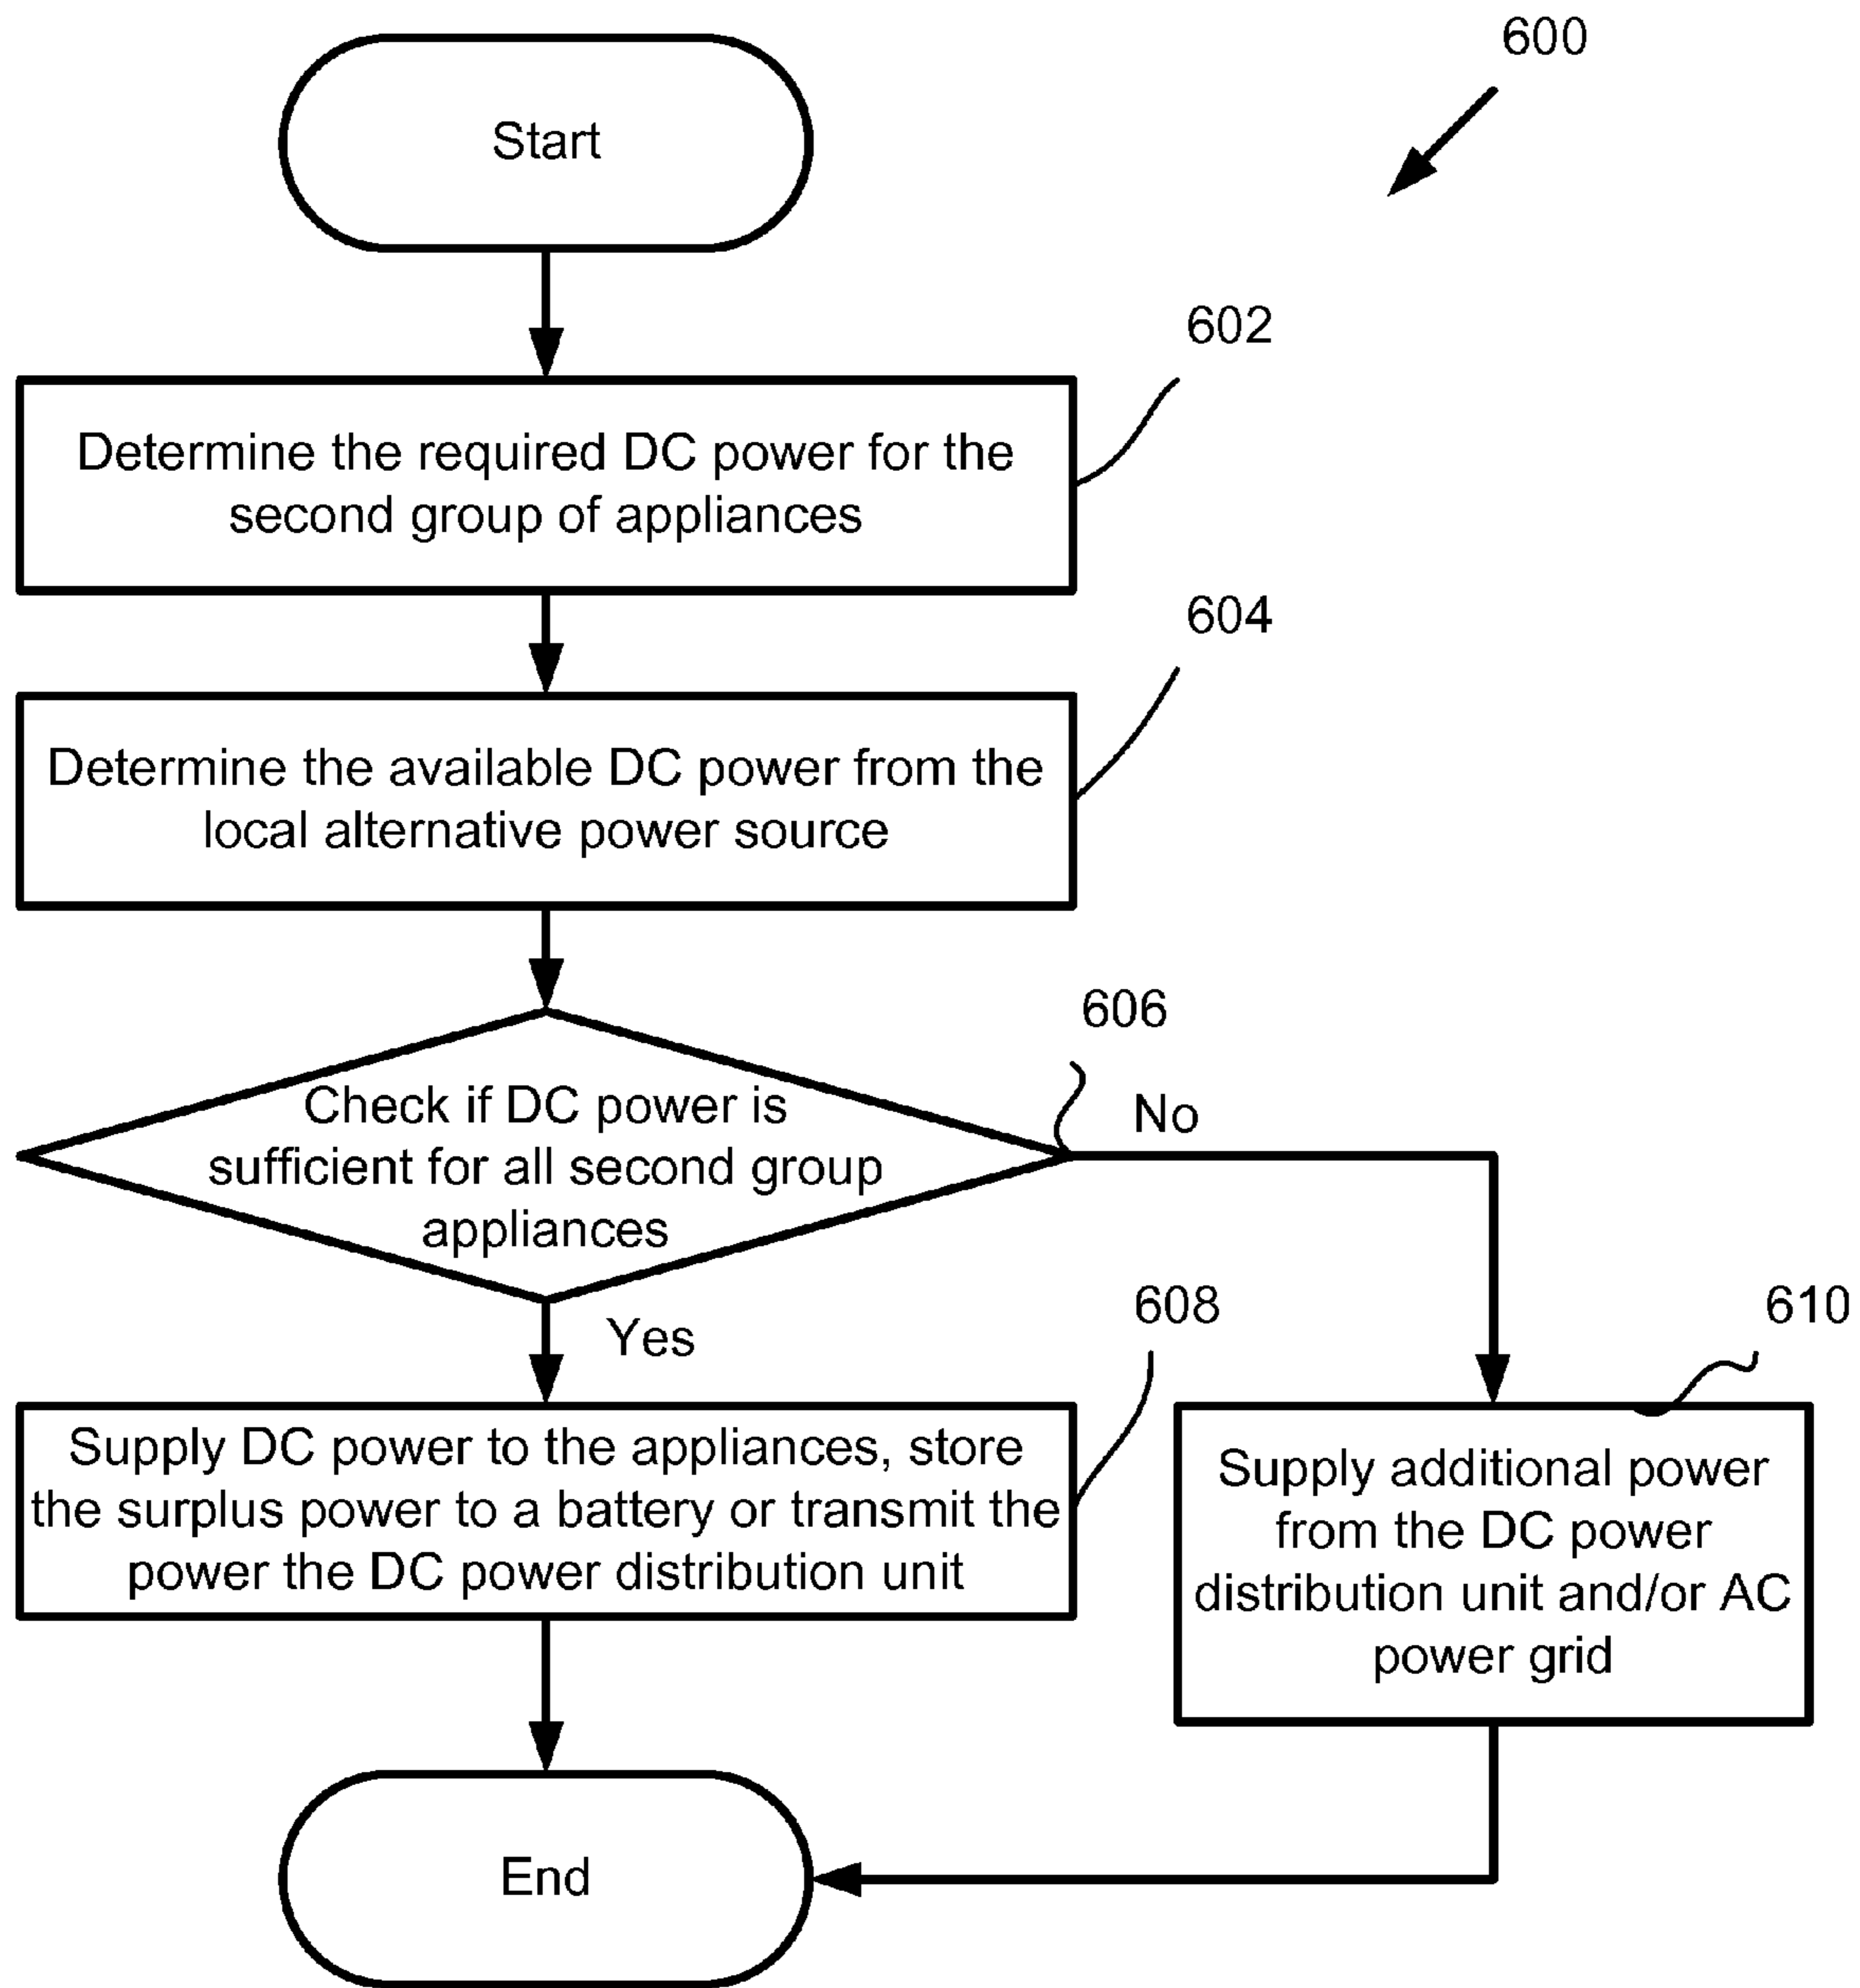 600
Start
602
Determine the required DC power for the
second group of appliances
604
Determine the available DC power from the
local alternative power source
606
Check if DC power is
sufficient for all second group
appliances
No
Yes
608
610
Supply DC power to the appliances, store
the surplus power to a battery or transmit the
power the DC power distribution unit
Supply additional power
from the DC power
distribution unit and/or AC
power grid
End